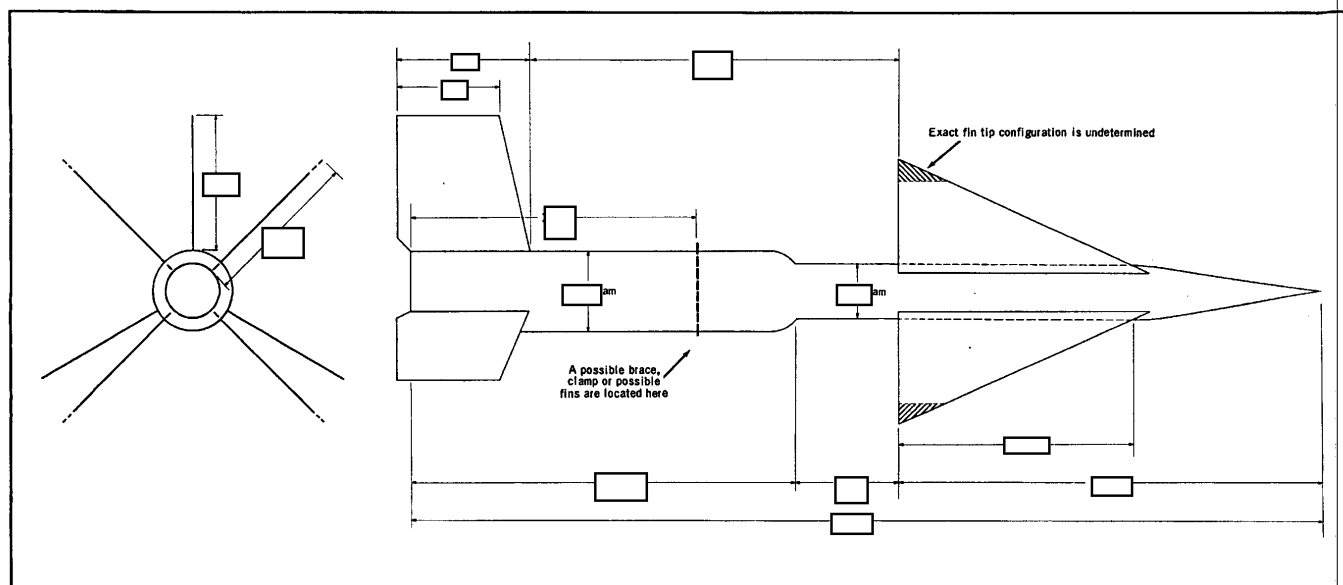 Exact fin tip configuration is undetermined
am
am
A possible brace,
clamp or possible
fins are located here